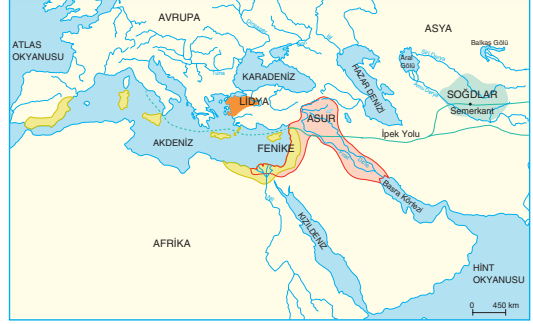 AVRUPA
ASYA
ATLAS
OKYANUSU
Balkaş Gölü
Aral
Gölü
KARADENİZ
HAZAR DENİZİ
SOĞDLAR
Semerkant
LİDYA
ASUR
İpek Yolu
AKDENİZ
FENİKE
Basra Körfezi
AFRİKA
KIZILDENİZ
Nil
HİNT
OKYANUSU
0 450 km